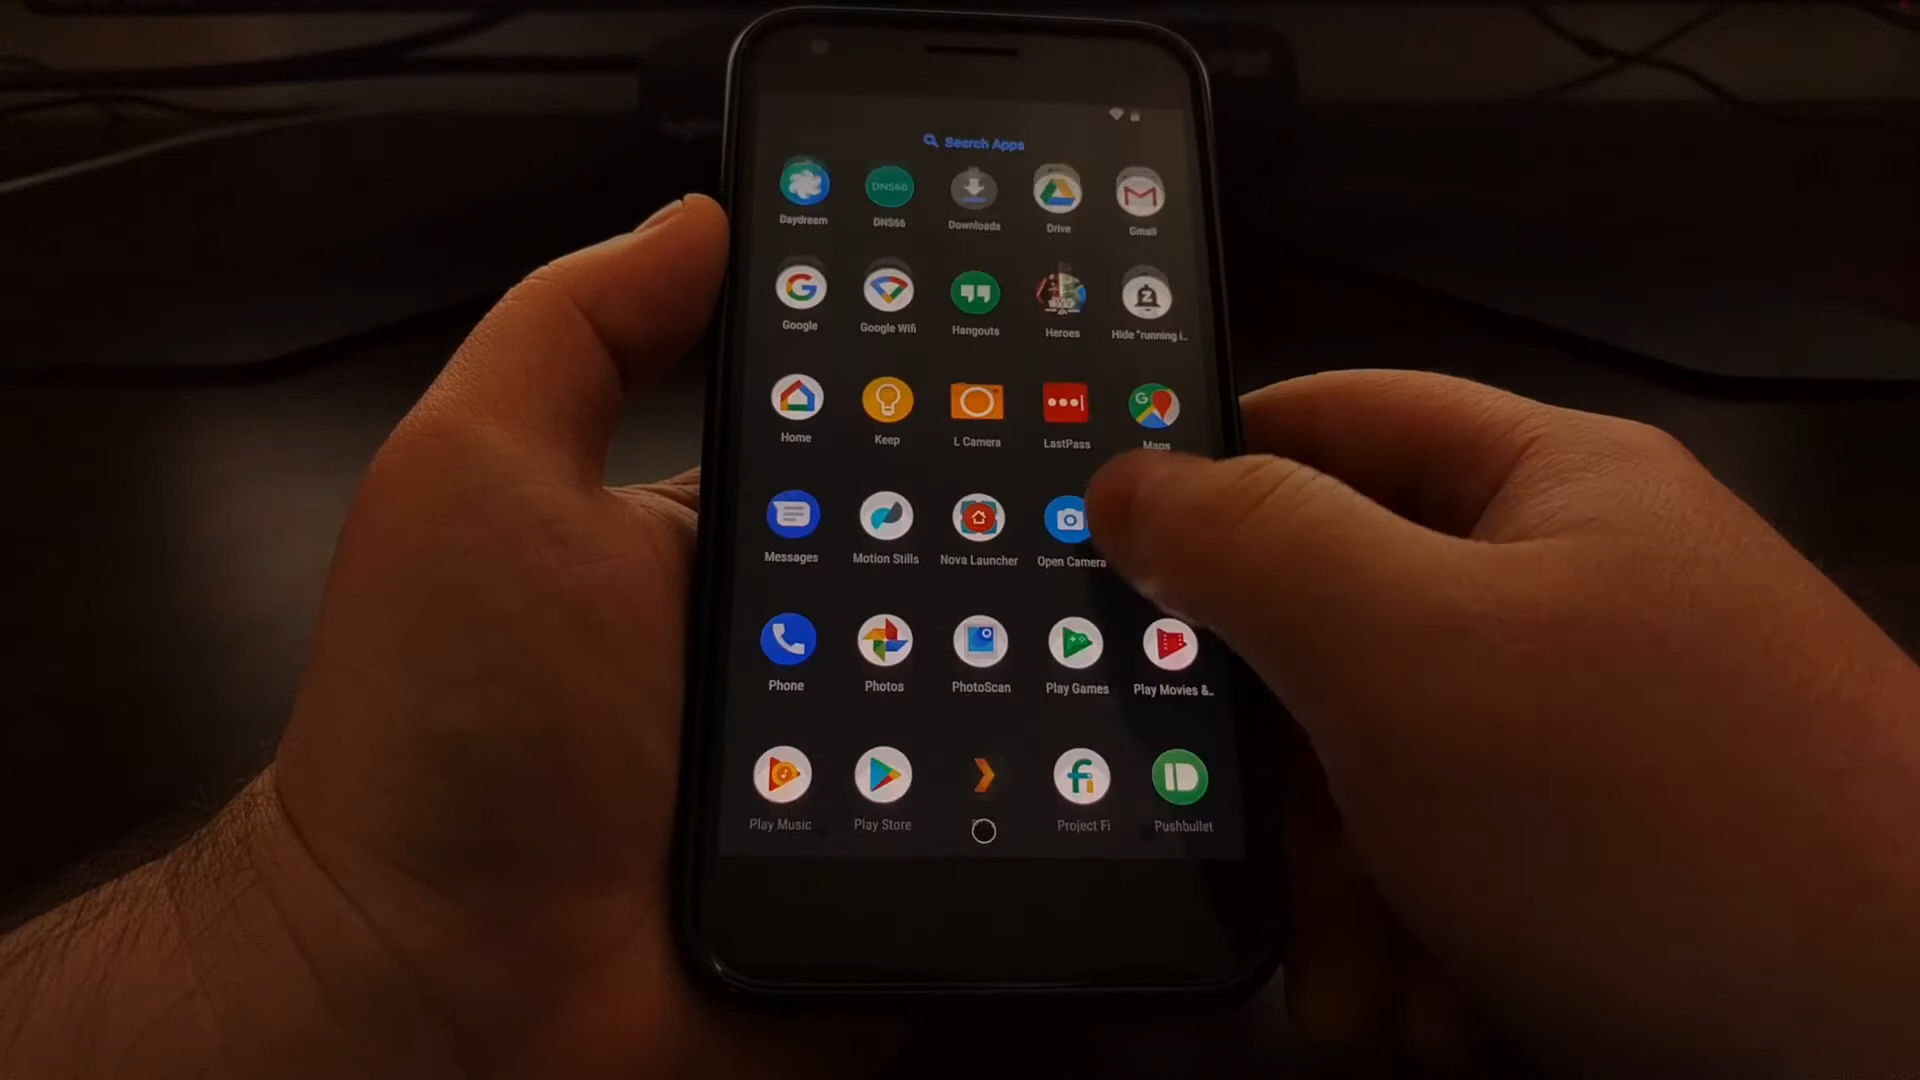 Search Apps
Daydream DNS66 Downloads Drive Gmail
DNS66
Google Google Wifi Hangouts Heroes Hide "running i..
Home Keep L Camera LastPass Maps
Messages Motion Stills Nova Launcher Open Camera
Phone Photos PhotoScan Play Games Play Movies &..
Play Music Play Store Project Fi Pushbullet